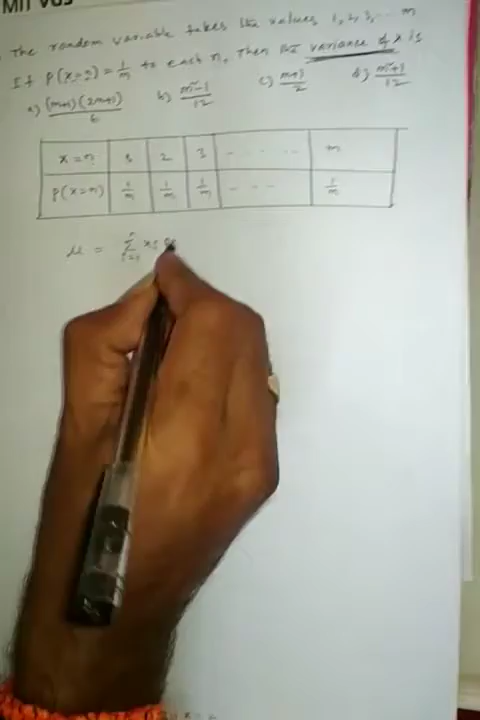 The random variable takes the values 1, 2, 3, ... m
If P(x=n) = 1/m to each n, Then the variance of x is
a) (m+1)(2m+1)/6 b) m²-1/12 c) m+1/2 d) m²+1/12
x=n 1 2 3 ------ m
P(x=n) 1/m 1/m 1/m --- 1/m
μ = Σ xi